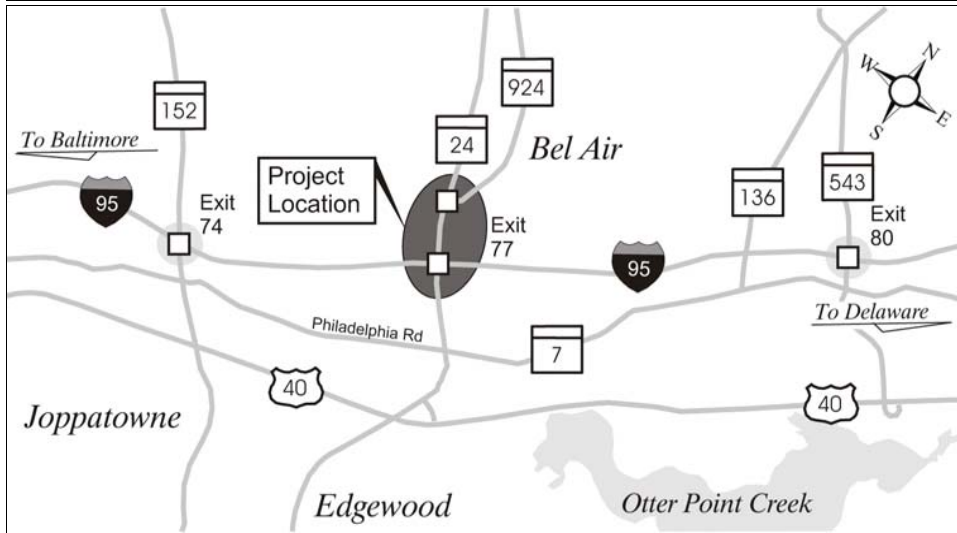 924
152
24
N
W
E
S
To Baltimore
Bel Air
Project
Location
95
Exit
74
Exit
77
136
543
Exit
80
95
To Delaware
Philadelphia Rd
7
40
40
Joppatowne
Edgewood
Otter Point Creek